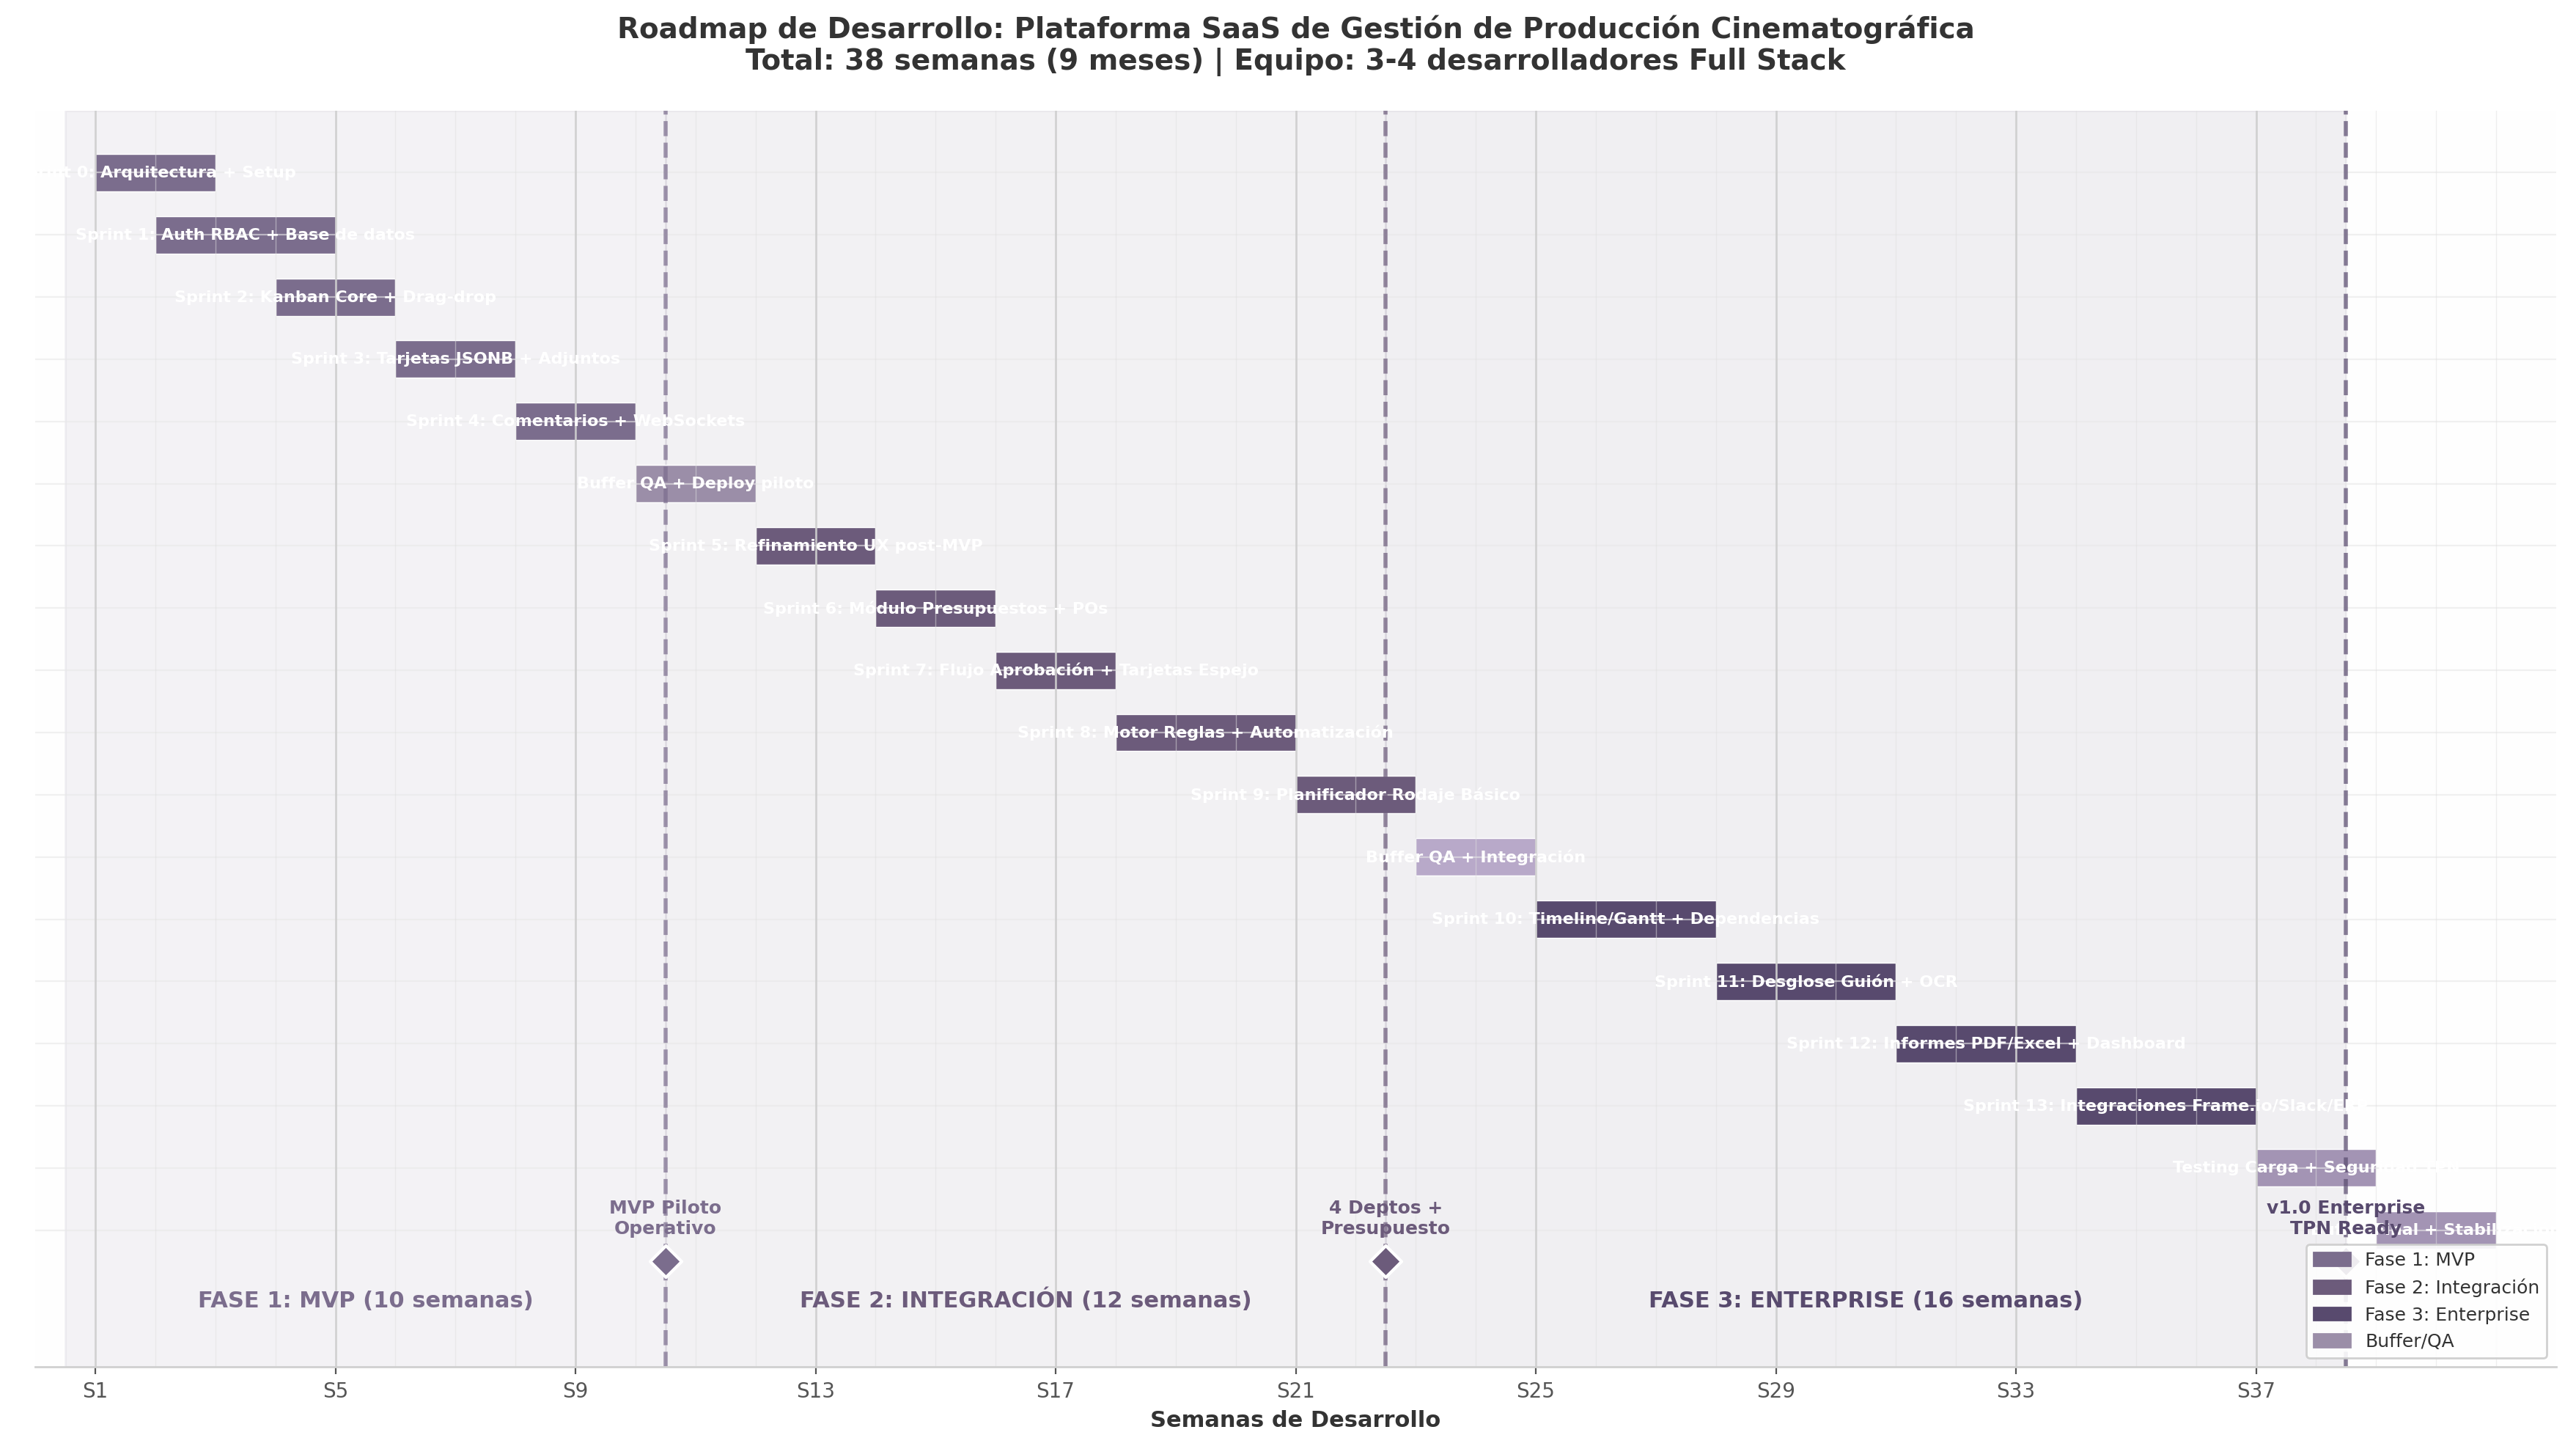 Roadmap de Desarrollo: Plataforma SaaS de Gestión de Producción Cinematográfica
Total: 38 semanas (9 meses) | Equipo: 3-4 desarrolladores Full Stack
0: Arquitectura + Setup
Sprint 1: Auth RBAC + Base de datos
Sprint 2: Kanban Core + Drag-drop
Sprint 3: Tarjetas JSONB + Adjuntos
Sprint 4: Comentarios + WebSockets
Buffer QA + Deploy piloto
Sprint 5: Refinamiento UX post-MVP
Sprint 6: Módulo Presupuestos + POs
Sprint 7: Flujo Aprobación + Tarjetas Espejo
Sprint 8: Motor Reglas + Automatización
Sprint 9: Planificador Rodaje Básico
Buffer QA + Integración
Sprint 10: Timeline/Gantt + Dependencias
Sprint 11: Desglose Guión + OCR
Sprint 12: Informes PDF/Excel + Dashboard
Sprint 13: Integraciones Frame.io/Slack/
Testing Carga +
MVP Piloto
Operativo
4 Deptos +
Presupuesto
v1.0 Enterprise
TPN Ready
FASE 1: MVP (10 semanas)
FASE 2: INTEGRACIÓN (12 semanas)
FASE 3: ENTERPRISE (16 semanas)
Fase 1: MVP
Fase 2: Integración
Fase 3: Enterprise
Buffer/QA
S1 S5 S9 S13 S17 S21 S25 S29 S33 S37
Semanas de Desarrollo